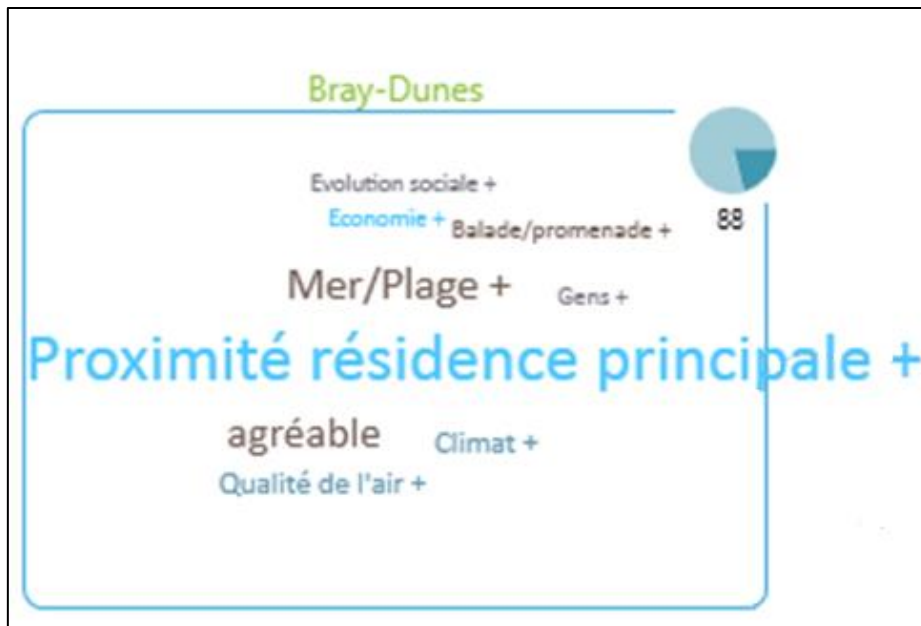 Bray-Dunes
Evolution sociale +
Economie +
Balade/promenade +
88
Mer/Plage +
Gens +
Proximité résidence principale +
agréable
Climat +
Qualité de l'air +